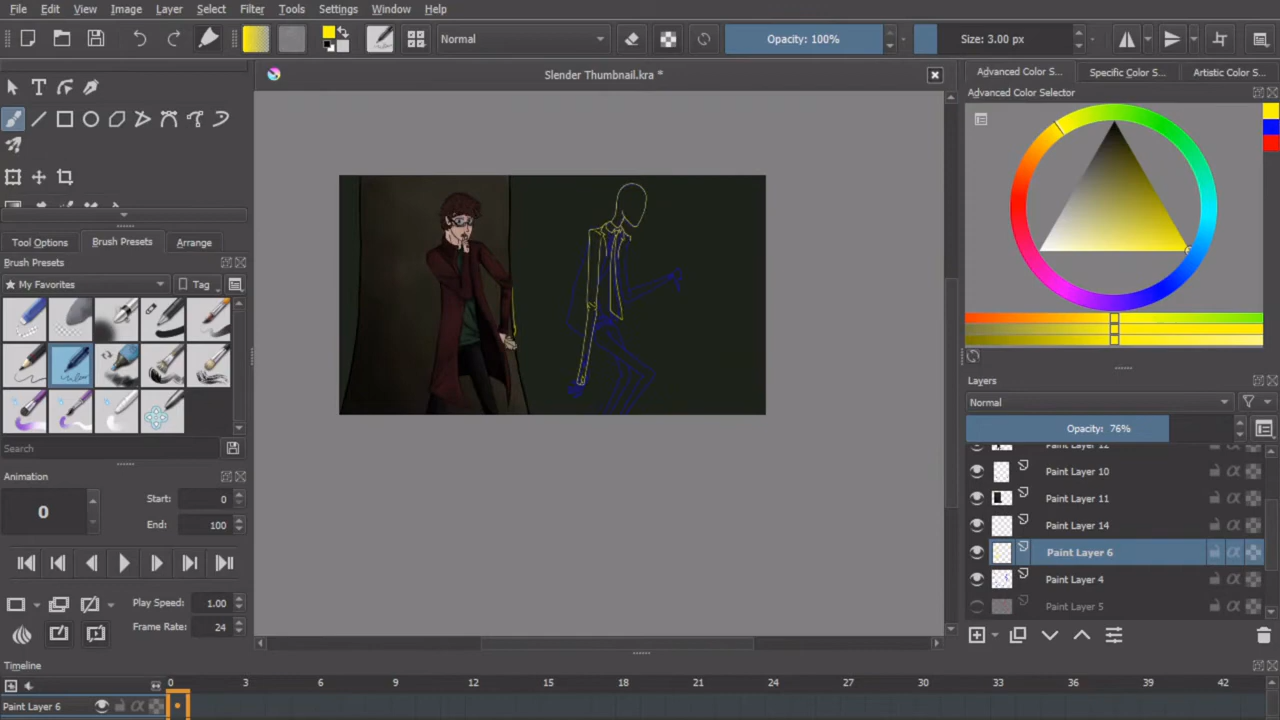 File Edit View Image Layer Select Filter Tools Settings Window Help
Normal Opacity: 100% Size: 3.00 px
Slender Thumbnail.kra *
Advanced Color S... Specific Color S... Artistic Color S...
Advanced Color Selector
Tool Options Brush Presets Arrange
Brush Presets
My Favorites Tag
Search
Animation
0 Start: 0
End: 100
Play Speed: 1.00
Frame Rate: 24
Layers
Normal
Opacity: 76%
Paint Layer 12
Paint Layer 10
Paint Layer 11
Paint Layer 14
Paint Layer 6
Paint Layer 4
Paint Layer 5
Timeline
0 3 6 9 12 15 18 21 24 27 30 33 36 39 42
Paint Layer 6